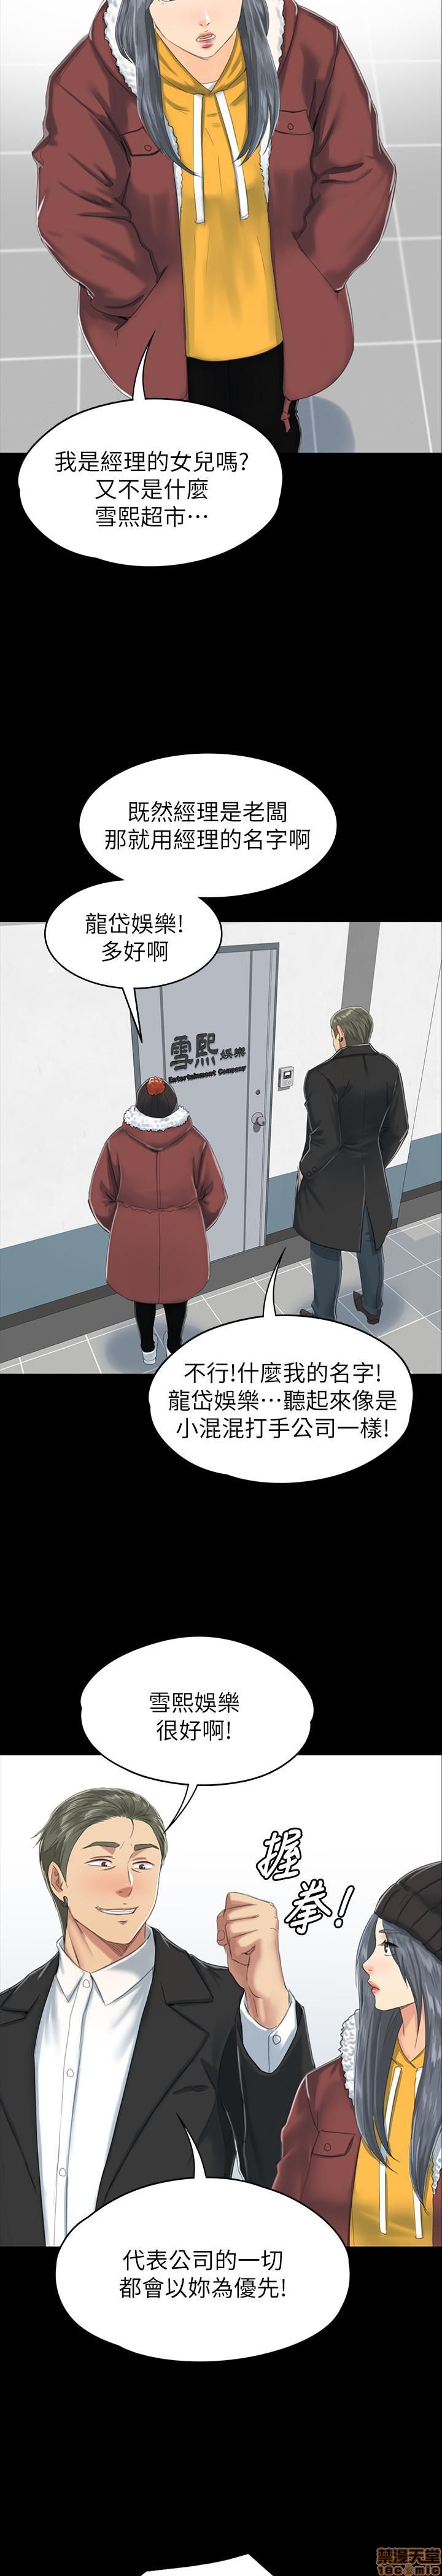 我是經理的女兒嗎?
又不是什麼
雪熙超市…
既然經理是老闆
那就用經理的名字啊
龍岱娛樂!
多好啊
雪熙娛樂
Entertainment Company
不行!什麼我的名字!
龍岱娛樂…聽起來像是
小混混打手公司一樣!
雪熙娛樂
很好啊!
握拳!
代表公司的一切
都會以妳為優先!
禁漫天堂
18comic